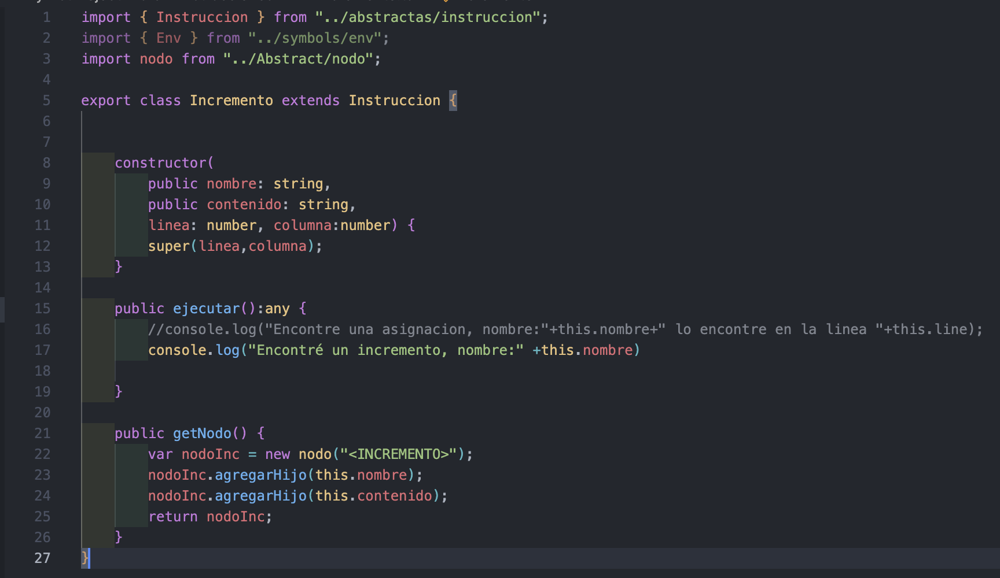 1 import { Instruccion } from "../abstractas/instruccion";
2 import { Env } from "../symbols/env";
3 import nodo from "../Abstract/nodo";
4
5 export class Incremento extends Instruccion {
6
7
8 constructor(
9 public nombre: string,
10 public contenido: string,
11 linea: number, columna:number) {
12 super(linea,columna);
13 }
14
15 public ejecutar():any {
16 //console.log("Encontre una asignacion, nombre:"+this.nombre+" lo encontre en la linea "+this.line);
17 console.log("Encontré un incremento, nombre:" +this.nombre)
18
19 }
20
21 public getNodo() {
22 var nodoInc = new nodo("<INCREMENTO>");
23 nodoInc.agregarHijo(this.nombre);
24 nodoInc.agregarHijo(this.contenido);
25 return nodoInc;
26 }
27 }